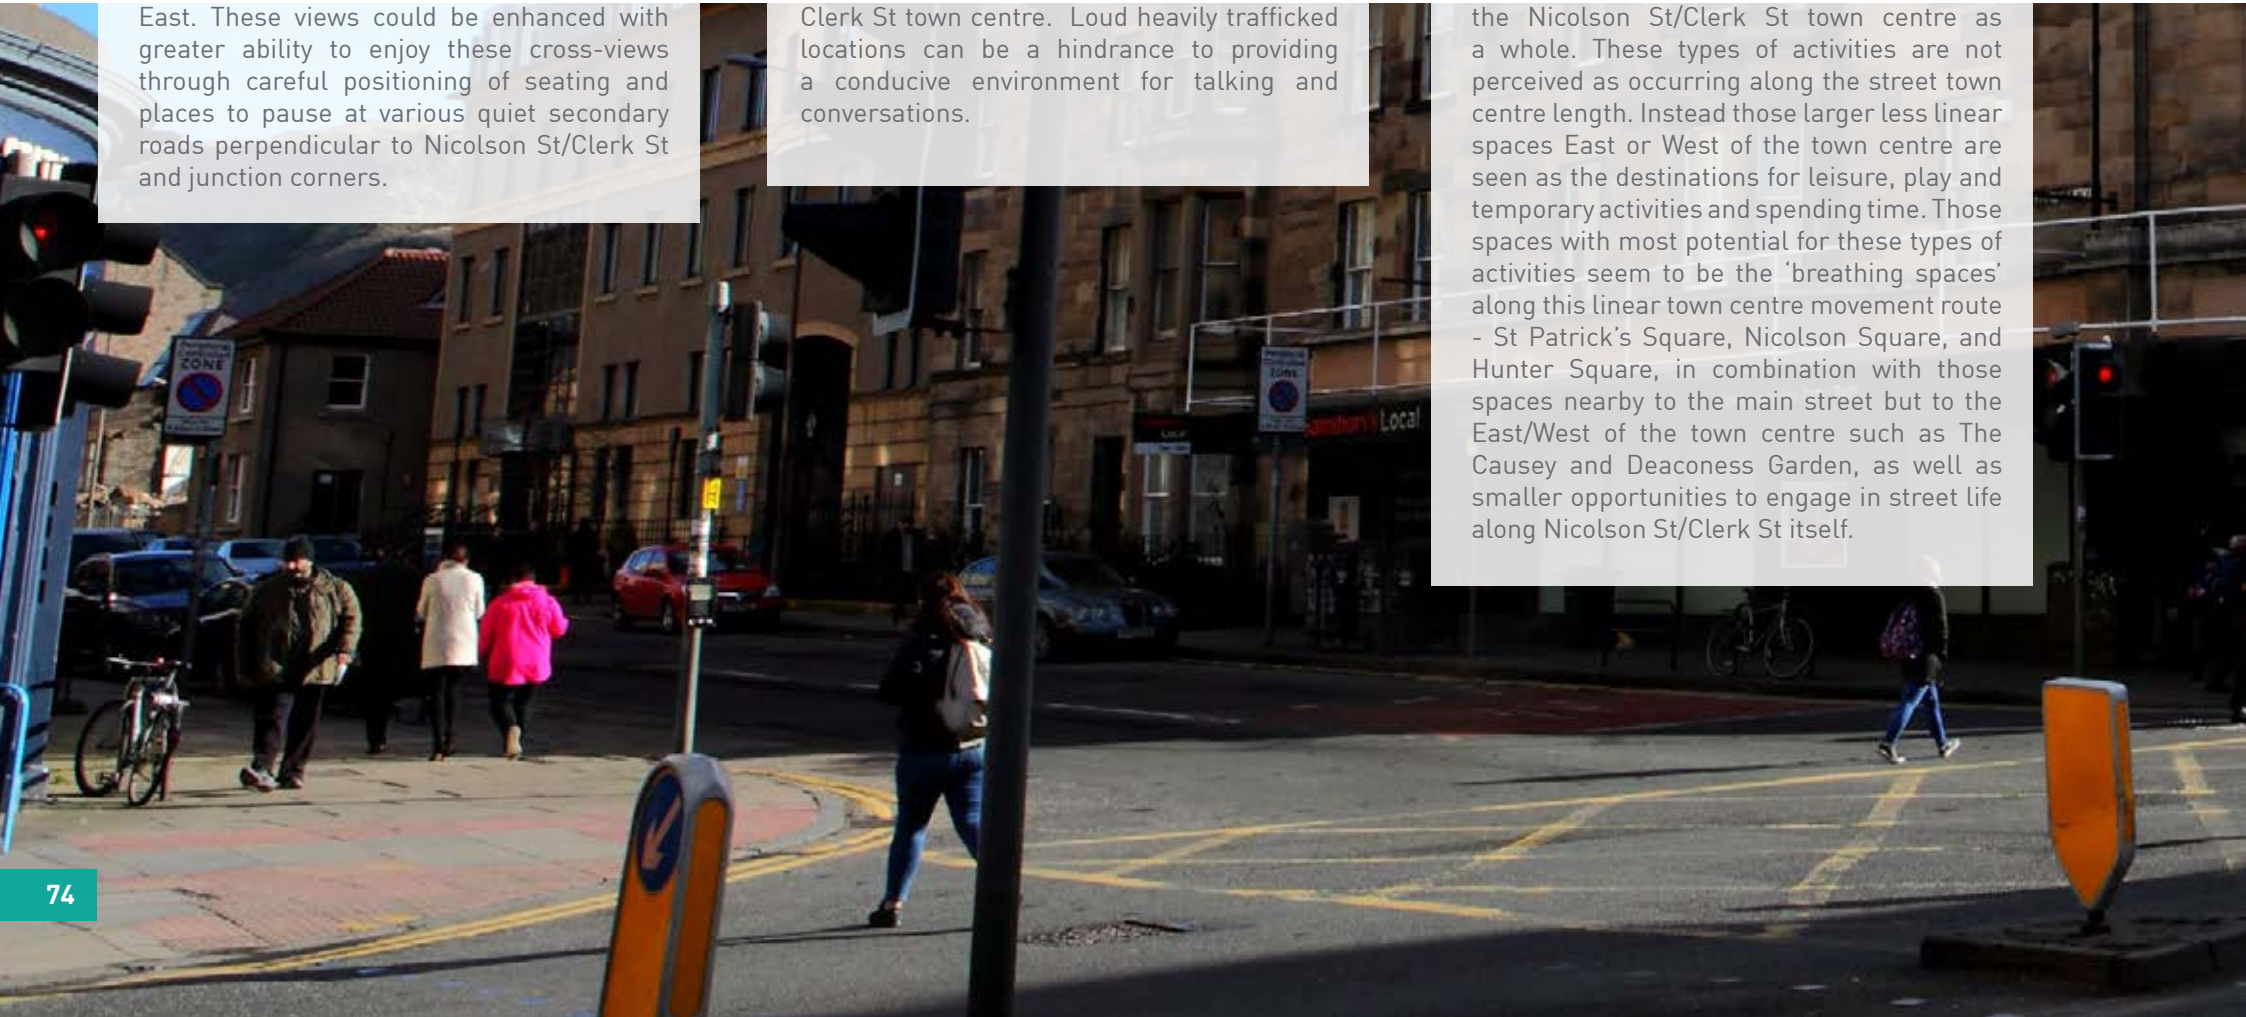 East. These views could be enhanced with
greater ability to enjoy these cross-views
through careful positioning of seating and
places to pause at various quiet secondary
roads perpendicular to Nicolson St/Clerk St
and junction corners.
Clerk St town centre. Loud heavily trafficked
locations can be a hindrance to providing
a conducive environment for talking and
conversations.
the Nicolson St/Clerk St town centre as
a whole. These types of activities are not
perceived as occurring along the street town
centre length. Instead those larger less linear
spaces East or West of the town centre are
seen as the destinations for leisure, play and
temporary activities and spending time. Those
spaces with most potential for these types of
activities seem to be the ‘breathing spaces’
along this linear town centre movement route
- St Patrick’s Square, Nicolson Square, and
Hunter Square, in combination with those
spaces nearby to the main street but to the
East/West of the town centre such as The
Causey and Deaconess Garden, as well as
smaller opportunities to engage in street life
along Nicolson St/Clerk St itself.
ZONE
ZONE
Local
Local
74